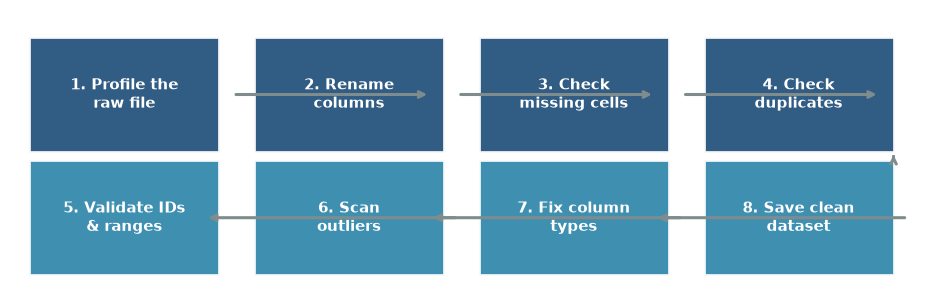 1. Profile the
raw file
2. Rename
columns
3. Check
missing cells
4. Check
duplicates
5. Validate IDs
& ranges
6. Scan
outliers
7. Fix column
types
8. Save clean
dataset